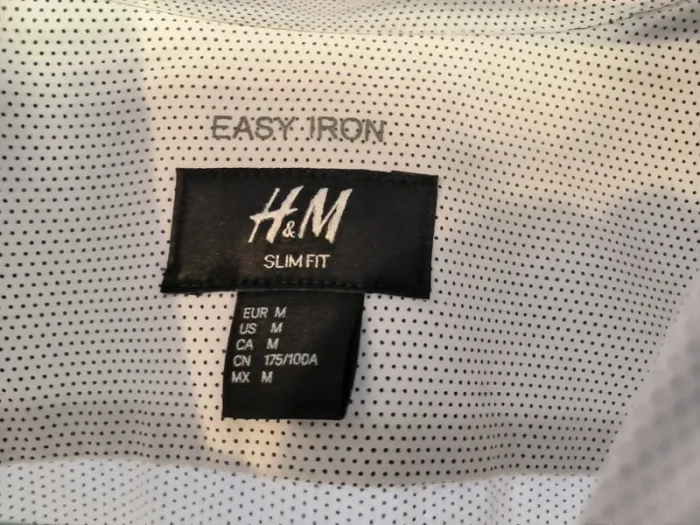 EASY IRON
H&M
SLIM FIT
EUR M
US M
CA M
CN 175/100A
MX M